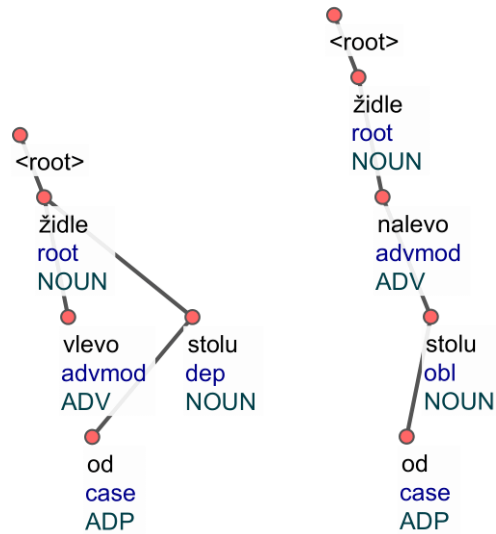 <root>
židle
root
NOUN
vlevo
advmod
ADV
stolu
dep
NOUN
od
case
ADP
<root>
židle
root
NOUN
nalevo
advmod
ADV
stolu
obl
NOUN
od
case
ADP